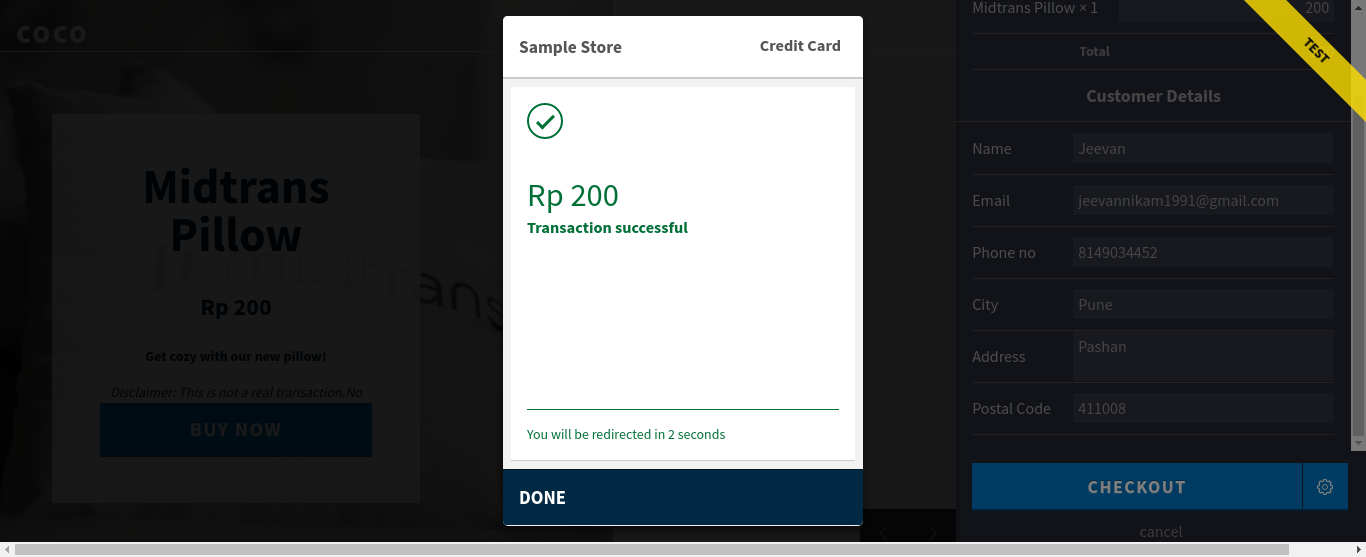 coco
Midtrans
Pillow
Rp 200
Get cozy with our new pillow!
Disclaimer: This is not a real transaction.No
BUY NOW
midtrans
Sample Store
Credit Card
Rp 200
Transaction successful
You will be redirected in 2 seconds
DONE
Midtrans Pillow × 1
200
Total
TEST
Customer Details
Name
Jeevan
Email
jeevannikam1991@gmail.com
Phone no
8149034452
City
Pune
Address
Pashan
Postal Code
411008
CHECKOUT
cancel